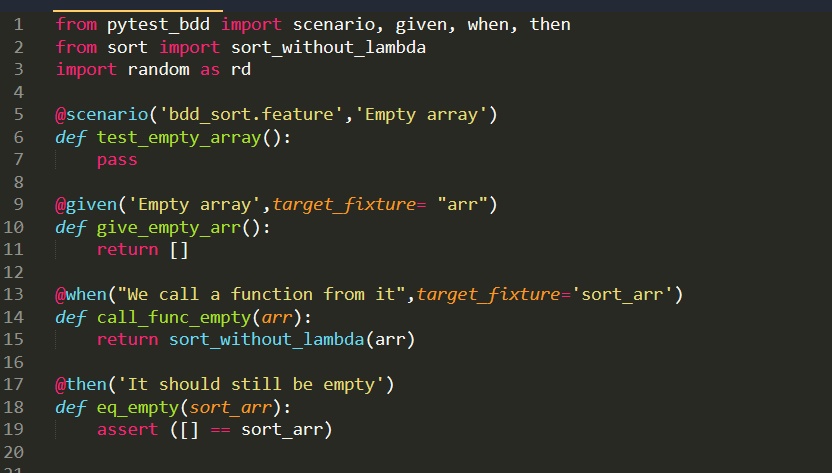 1 from pytest_bdd import scenario, given, when, then
2 from sort import sort_without_lambda
3 import random as rd
4
5 @scenario('bdd_sort.feature','Empty array')
6 def test_empty_array():
7     pass
8
9 @given('Empty array',target_fixture= "arr")
10 def give_empty_arr():
11     return []
12
13 @when("We call a function from it",target_fixture='sort_arr')
14 def call_func_empty(arr):
15     return sort_without_lambda(arr)
16
17 @then('It should still be empty')
18 def eq_empty(sort_arr):
19     assert ([] == sort_arr)
20
21